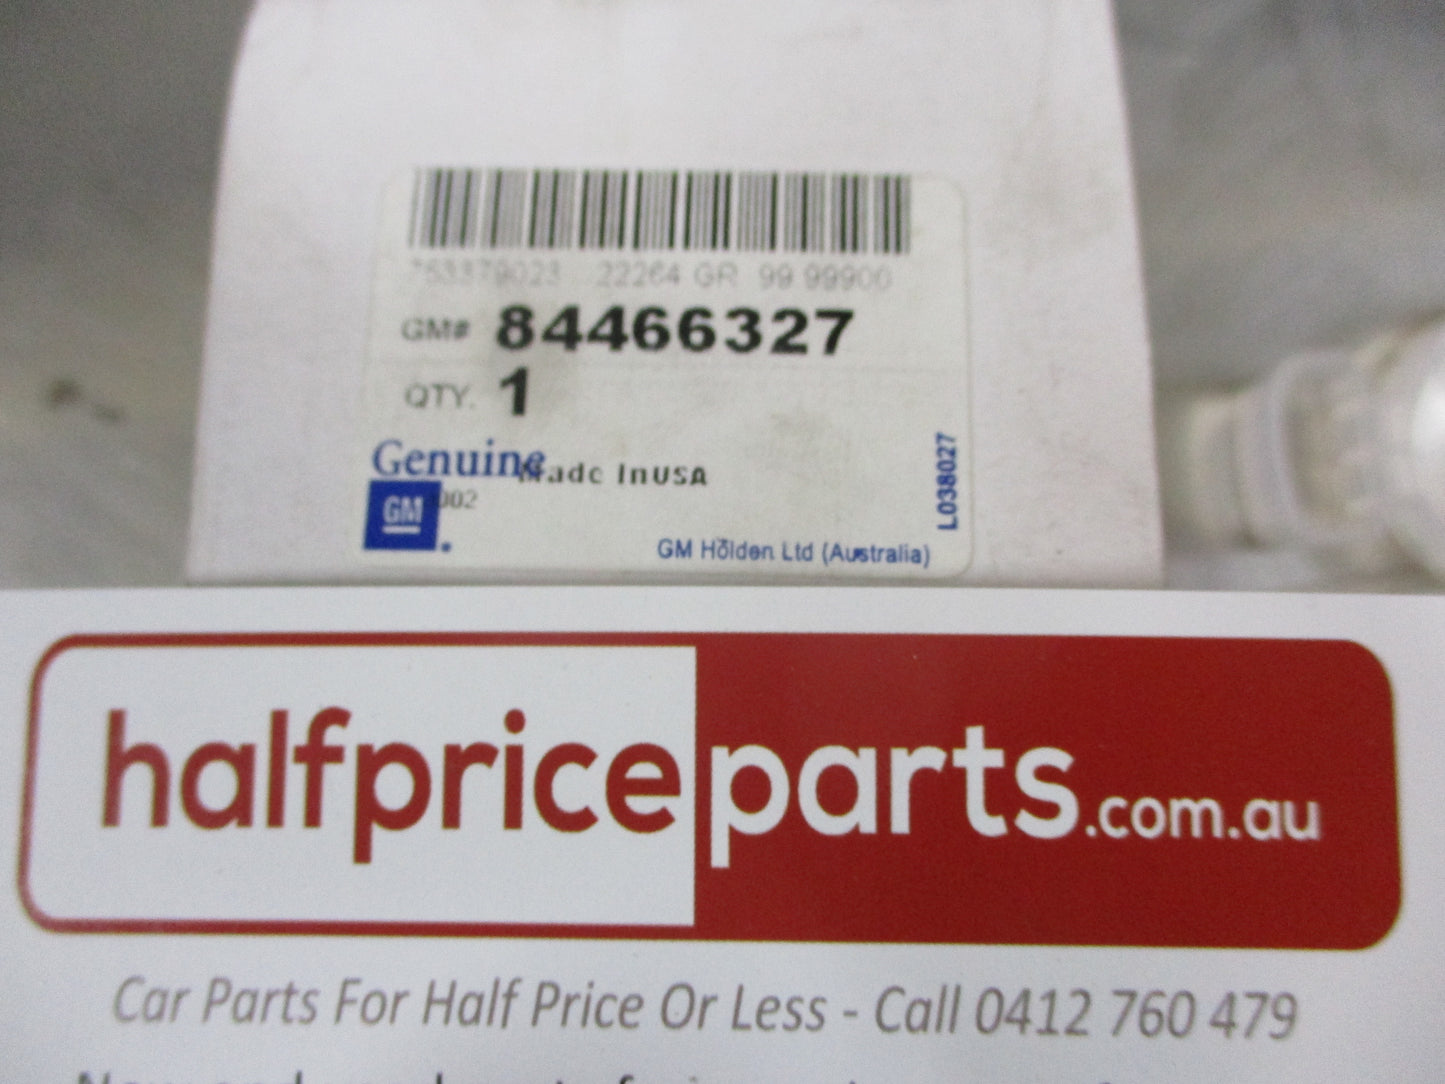 753379023 22264 GR 99 99900
GM# 84466327
QTY. 1
Genuine
Made In USA
GM
002
GM Holden Ltd (Australia)
L038027
halfpriceparts.com.au
Car Parts For Half Price Or Less - Call 0412 760 479